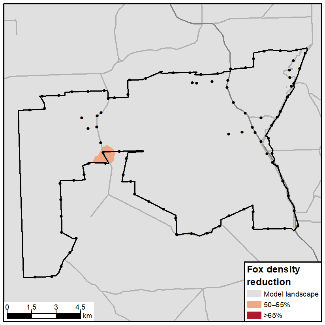 Fox density
reduction
Model landscape
50-65%
>65%
0 1.5 3 4.5
km